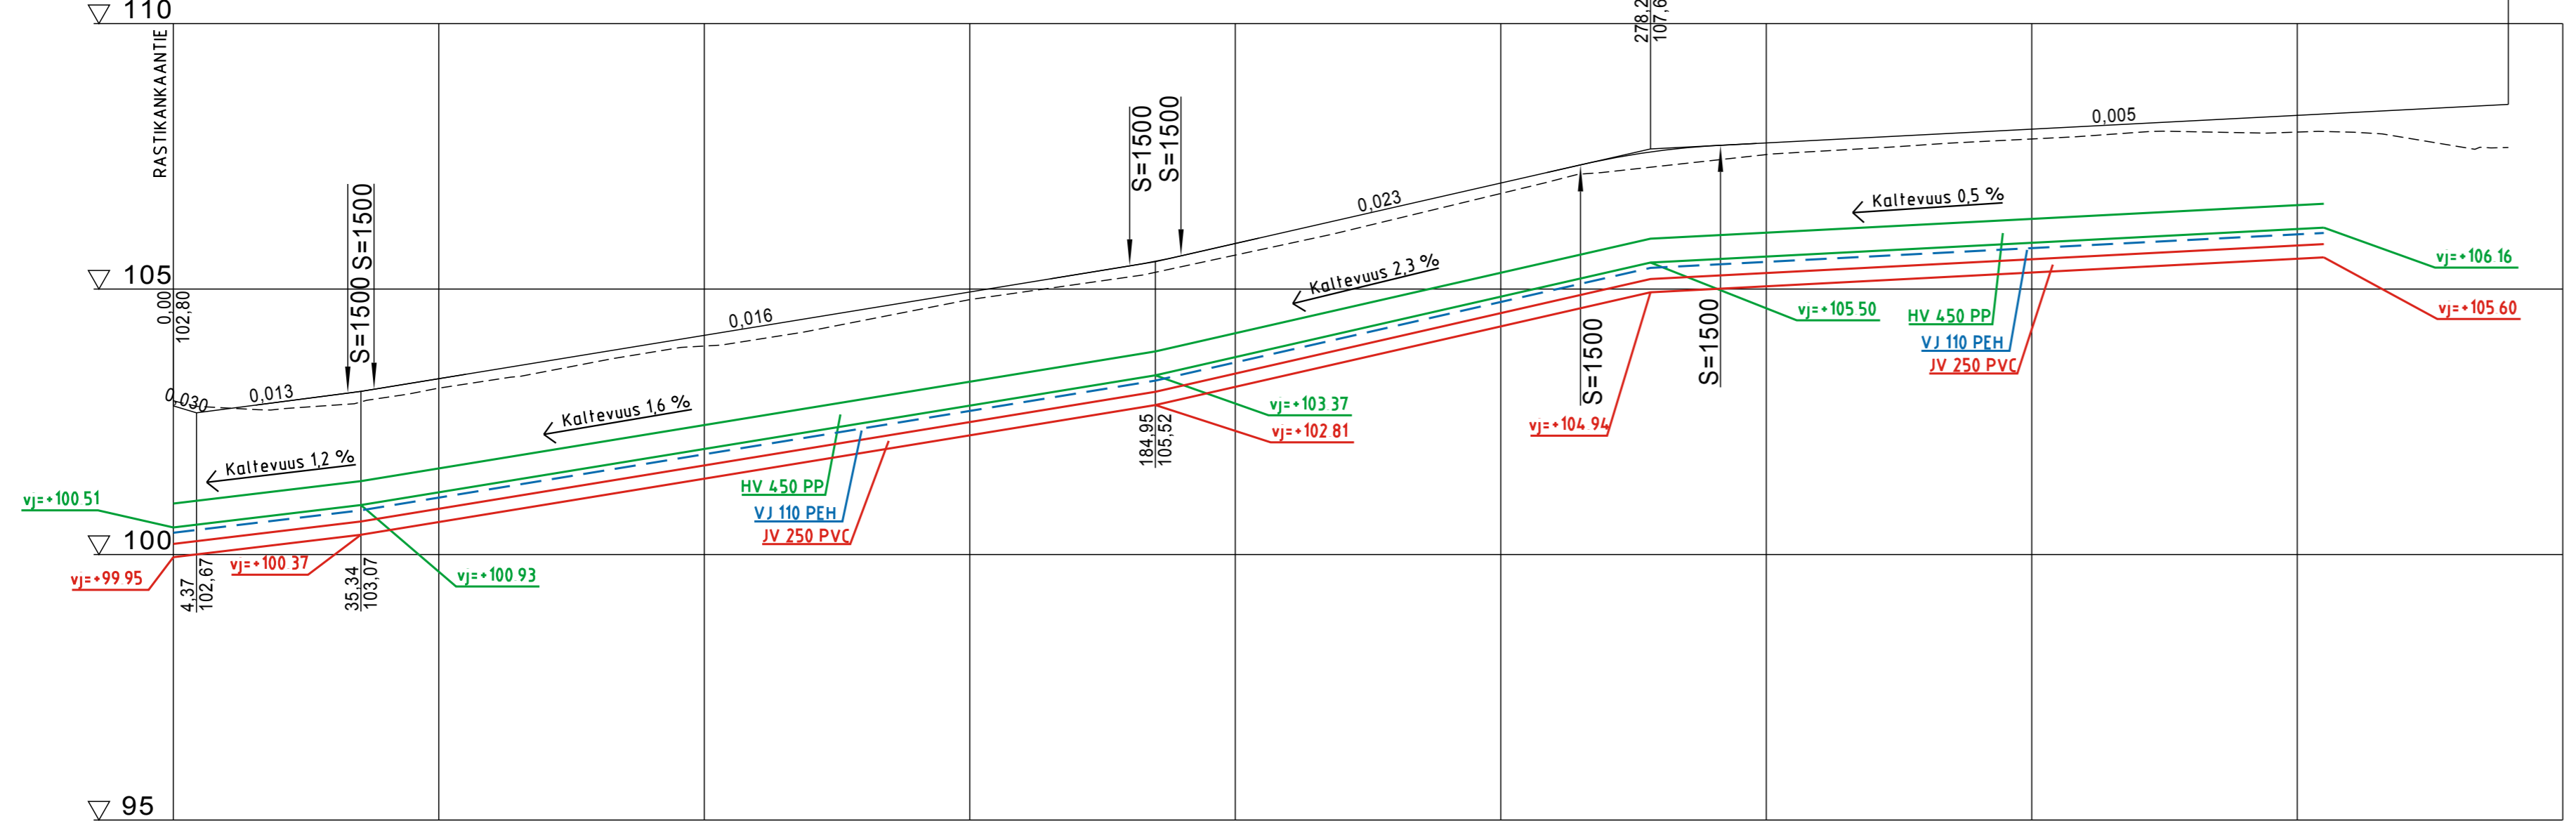 110
RASTIKANKAANTIE
278,2
107,6
S=1500
S=1500
S=1500
S=1500
0,005
Kaltevuus 0,5 %
0,023
Kaltevuus 2,3 %
105
0,00
102,80
vj=+106.16
vj=+105.60
vj=+105.50
HV 450 PP
VJ 110 PEH
JV 250 PVC
0,016
S=1500
S=1500
0,030
0,013
Kaltevuus 1,6 %
vj=+103.37
vj=+102.81
vj=+104.94
184,95
105,52
Kaltevuus 1,2 %
vj=+100.51
HV 450 PP
VJ 110 PEH
JV 250 PVC
100
vj=+99.95
vj=+100.37
vj=+100.93
4,37
102,67
35,34
103,07
95